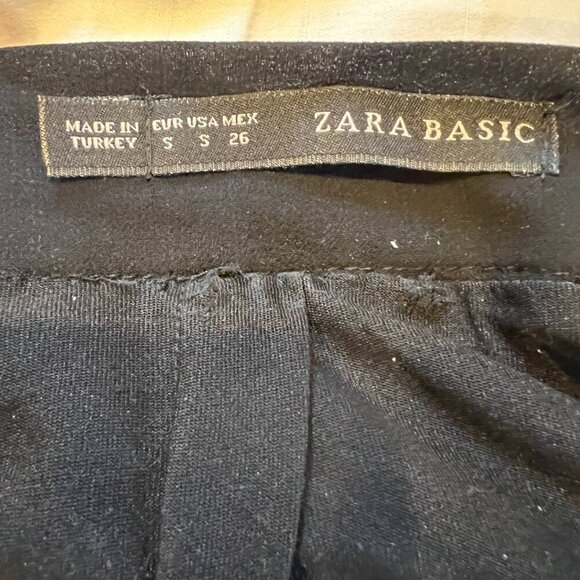 MADE IN EUR USA MEX ZARA BASIC
TURKEY S S 26